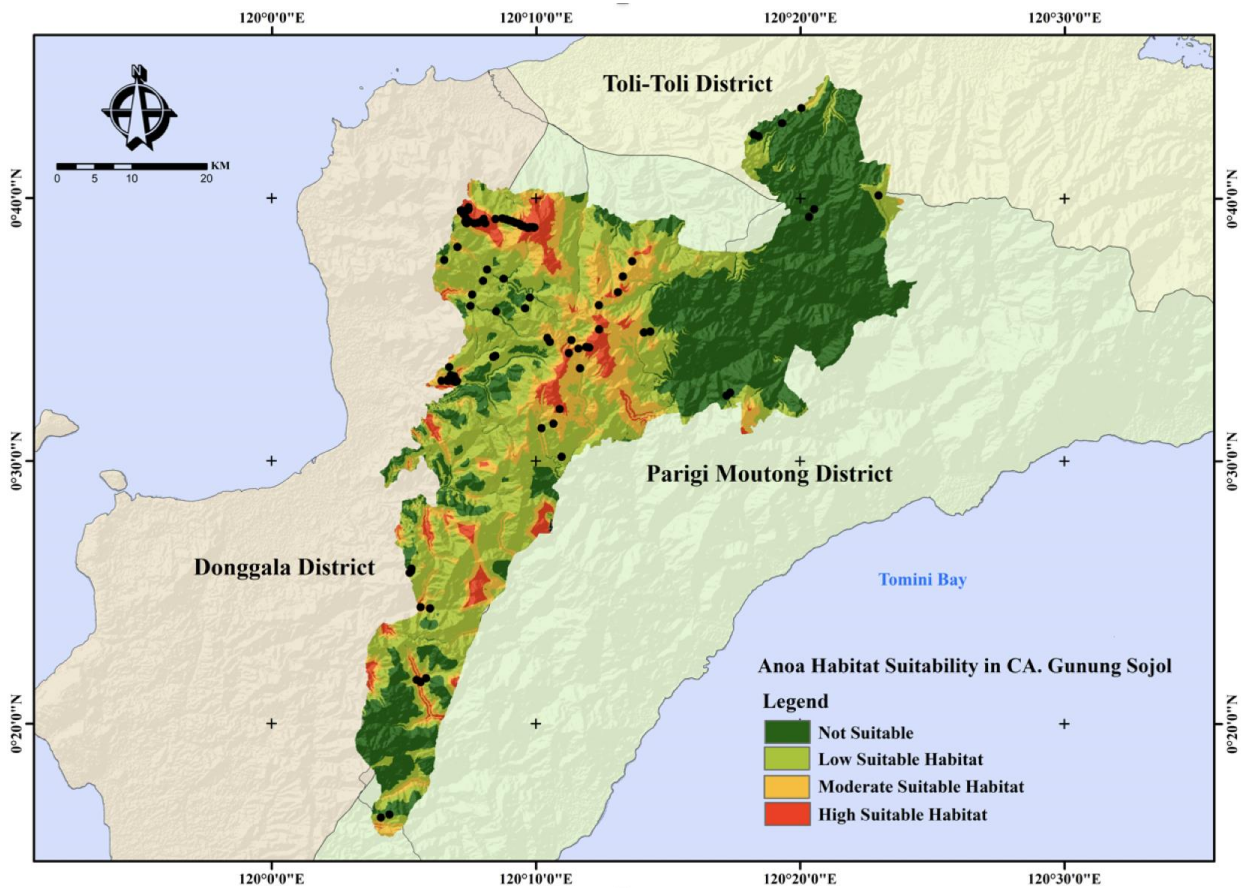 120°0'0"E 120°10'0"E 120°20'0"E 120°30'0"E
N
Toli-Toli District
KM
0 5 10 20
0°40'0"N 0°40'0"N
0°30'0"N 0°30'0"N
Parigi Moutong District
Donggala District
Tomini Bay
Anoa Habitat Suitability in CA. Gunung Sojol
Legend
Not Suitable
Low Suitable Habitat
Moderate Suitable Habitat
High Suitable Habitat
0°20'0"N 0°20'0"N
120°0'0"E 120°10'0"E 120°20'0"E 120°30'0"E